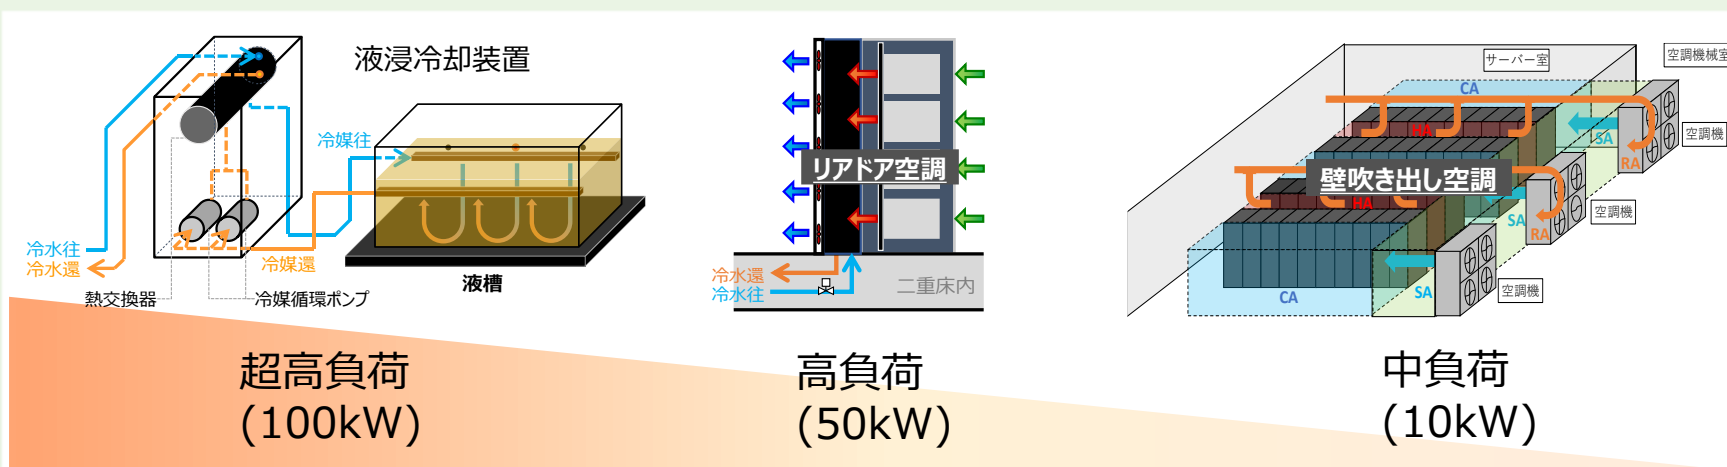 液浸冷却装置
冷媒往
冷水往
冷水還
冷媒還
熱交換器
冷媒循環ポンプ
液槽
超高負荷
(100kW)
リアドア空調
冷水還
冷水往
二重床内
高負荷
(50kW)
サーバー室
空調機械室
CA
HA
SA
RA
空調機
壁吹き出し空調
HA
SA
RA
空調機
CA
SA
空調機
中負荷
(10kW)